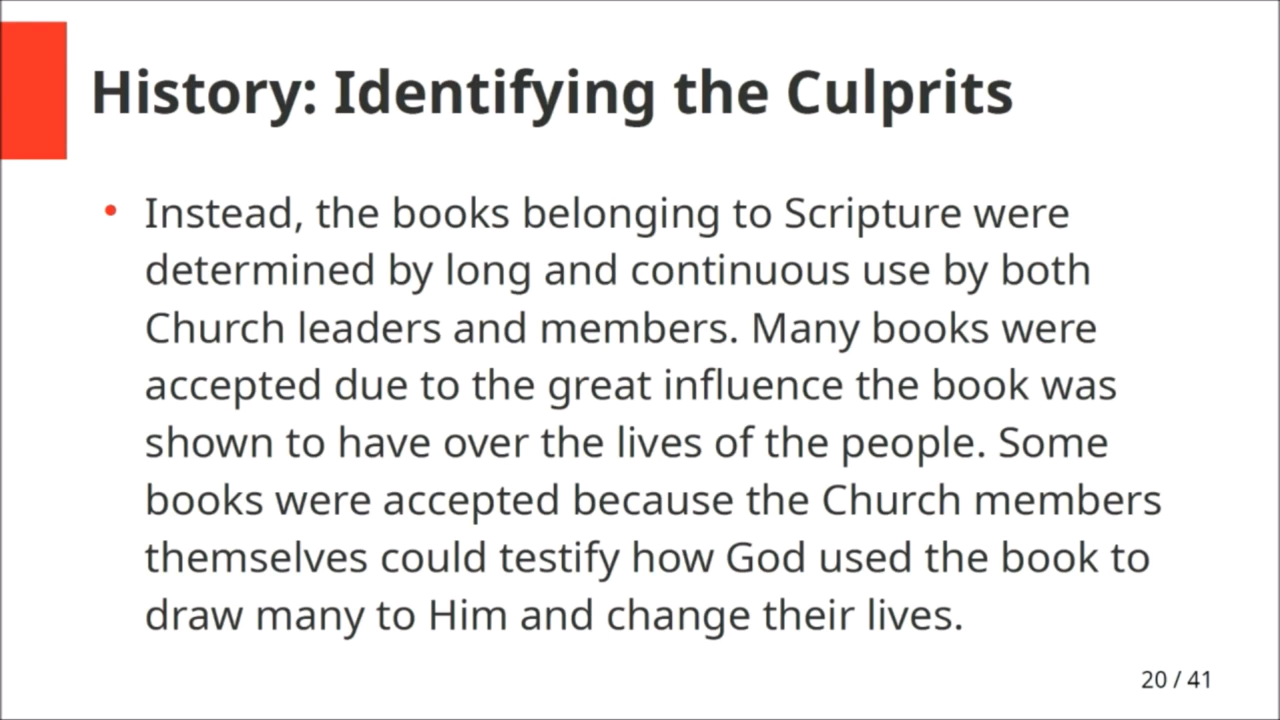 History: Identifying the Culprits
• Instead, the books belonging to Scripture were
determined by long and continuous use by both
Church leaders and members. Many books were
accepted due to the great influence the book was
shown to have over the lives of the people. Some
books were accepted because the Church members
themselves could testify how God used the book to
draw many to Him and change their lives.
20 / 41